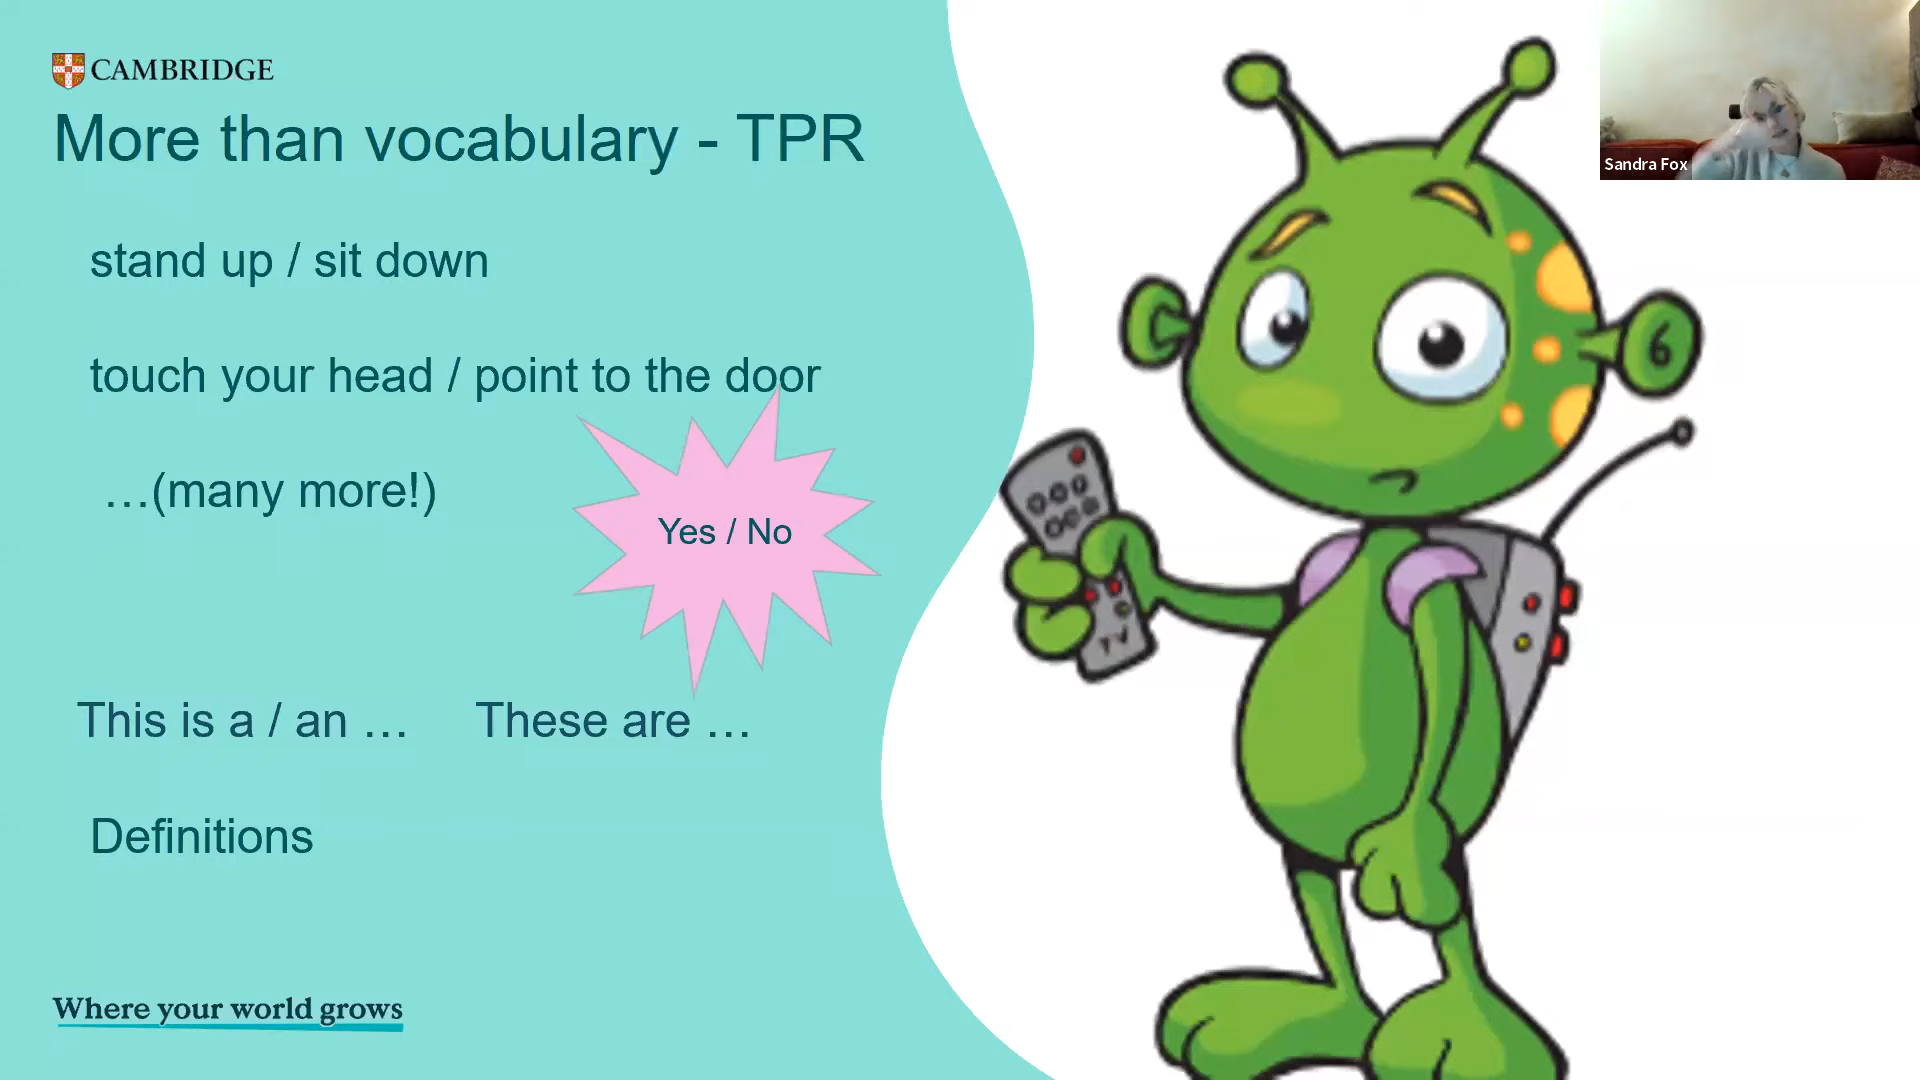 CAMBRIDGE
More than vocabulary - TPR
Sandra Fox
stand up / sit down
touch your head / point to the door
…(many more!)
Yes / No
TV
This is a / an …
These are …
Definitions
Where your world grows